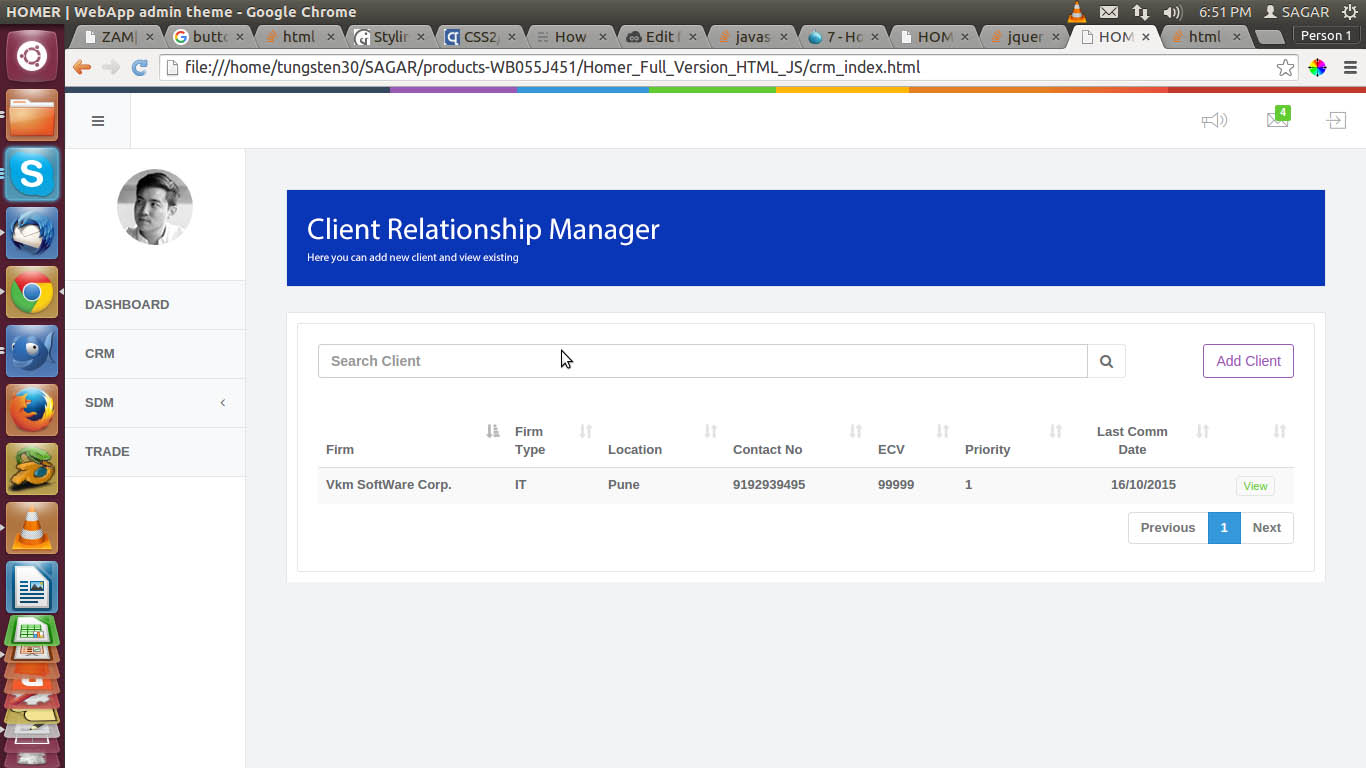 HOMER | WebApp admin theme - Google Chrome
6:51 PM SAGAR
ZAM| butto html Stylin CSS2/ How Edit f javas 7 - Ho HOM jquer HOM html Person 1
file:///home/tungsten30/SAGAR/products-WB055J451/Homer_Full_Version_HTML_JS/crm_index.html
4
Client Relationship Manager
Here you can add new client and view existing
DASHBOARD
CRM
SDM
TRADE
Search Client
Add Client
Firm Firm Type Location Contact No ECV Priority Last Comm Date
Vkm SoftWare Corp. IT Pune 9192939495 99999 1 16/10/2015 View
Previous 1 Next